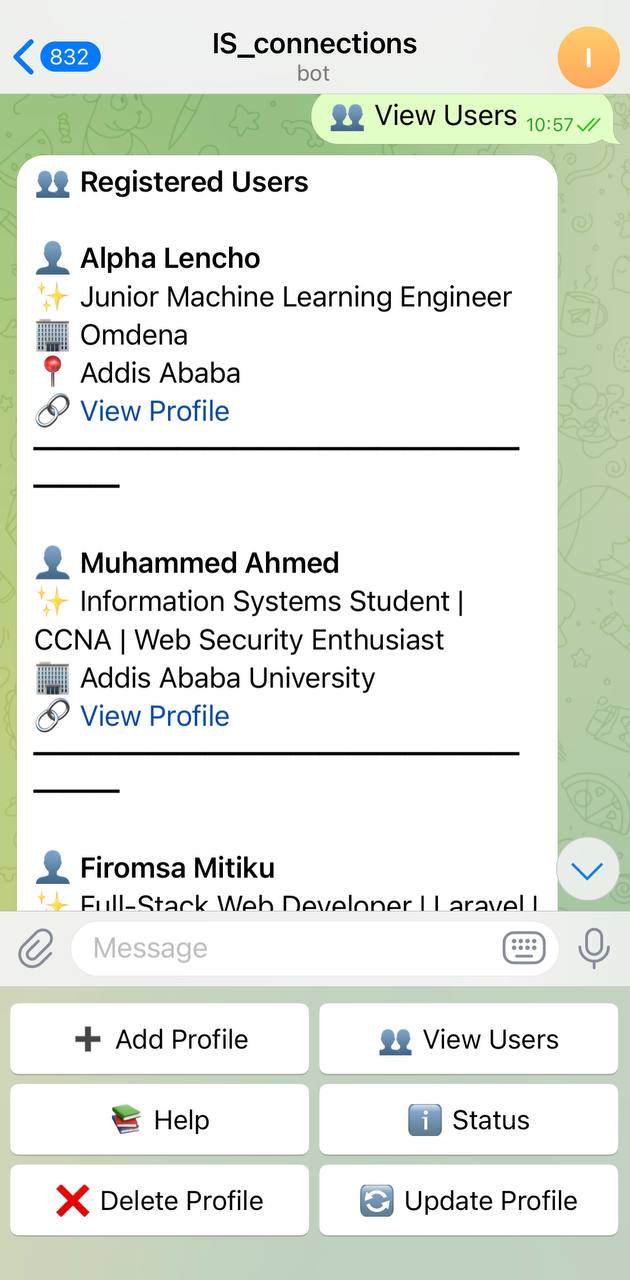 832
IS_connections
bot
I
👥 View Users 10:57
👥 Registered Users
👤 Alpha Lencho
✨ Junior Machine Learning Engineer
🏢 Omdena
📍 Addis Ababa
🔗 View Profile
👤 Muhammed Ahmed
✨ Information Systems Student |
CCNA | Web Security Enthusiast
🏢 Addis Ababa University
🔗 View Profile
👤 Firomsa Mitiku
✨ Full-Stack Web Developer | Laravel |
Message
➕ Add Profile
👥 View Users
📚 Help
ℹ️ Status
❌ Delete Profile
🔄 Update Profile